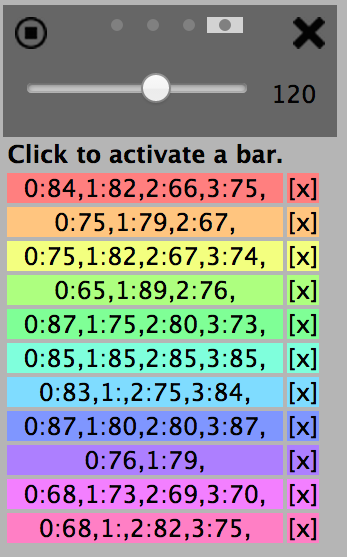 120
Click to activate a bar.
0:84,1:82,2:66,3:75, [x]
0:75,1:79,2:67, [x]
0:75,1:82,2:67,3:74, [x]
0:65,1:89,2:76, [x]
0:87,1:75,2:80,3:73, [x]
0:85,1:85,2:85,3:85, [x]
0:83,1:,2:75,3:84, [x]
0:87,1:80,2:80,3:87, [x]
0:76,1:79, [x]
0:68,1:73,2:69,3:70, [x]
0:68,1:,2:82,3:75, [x]